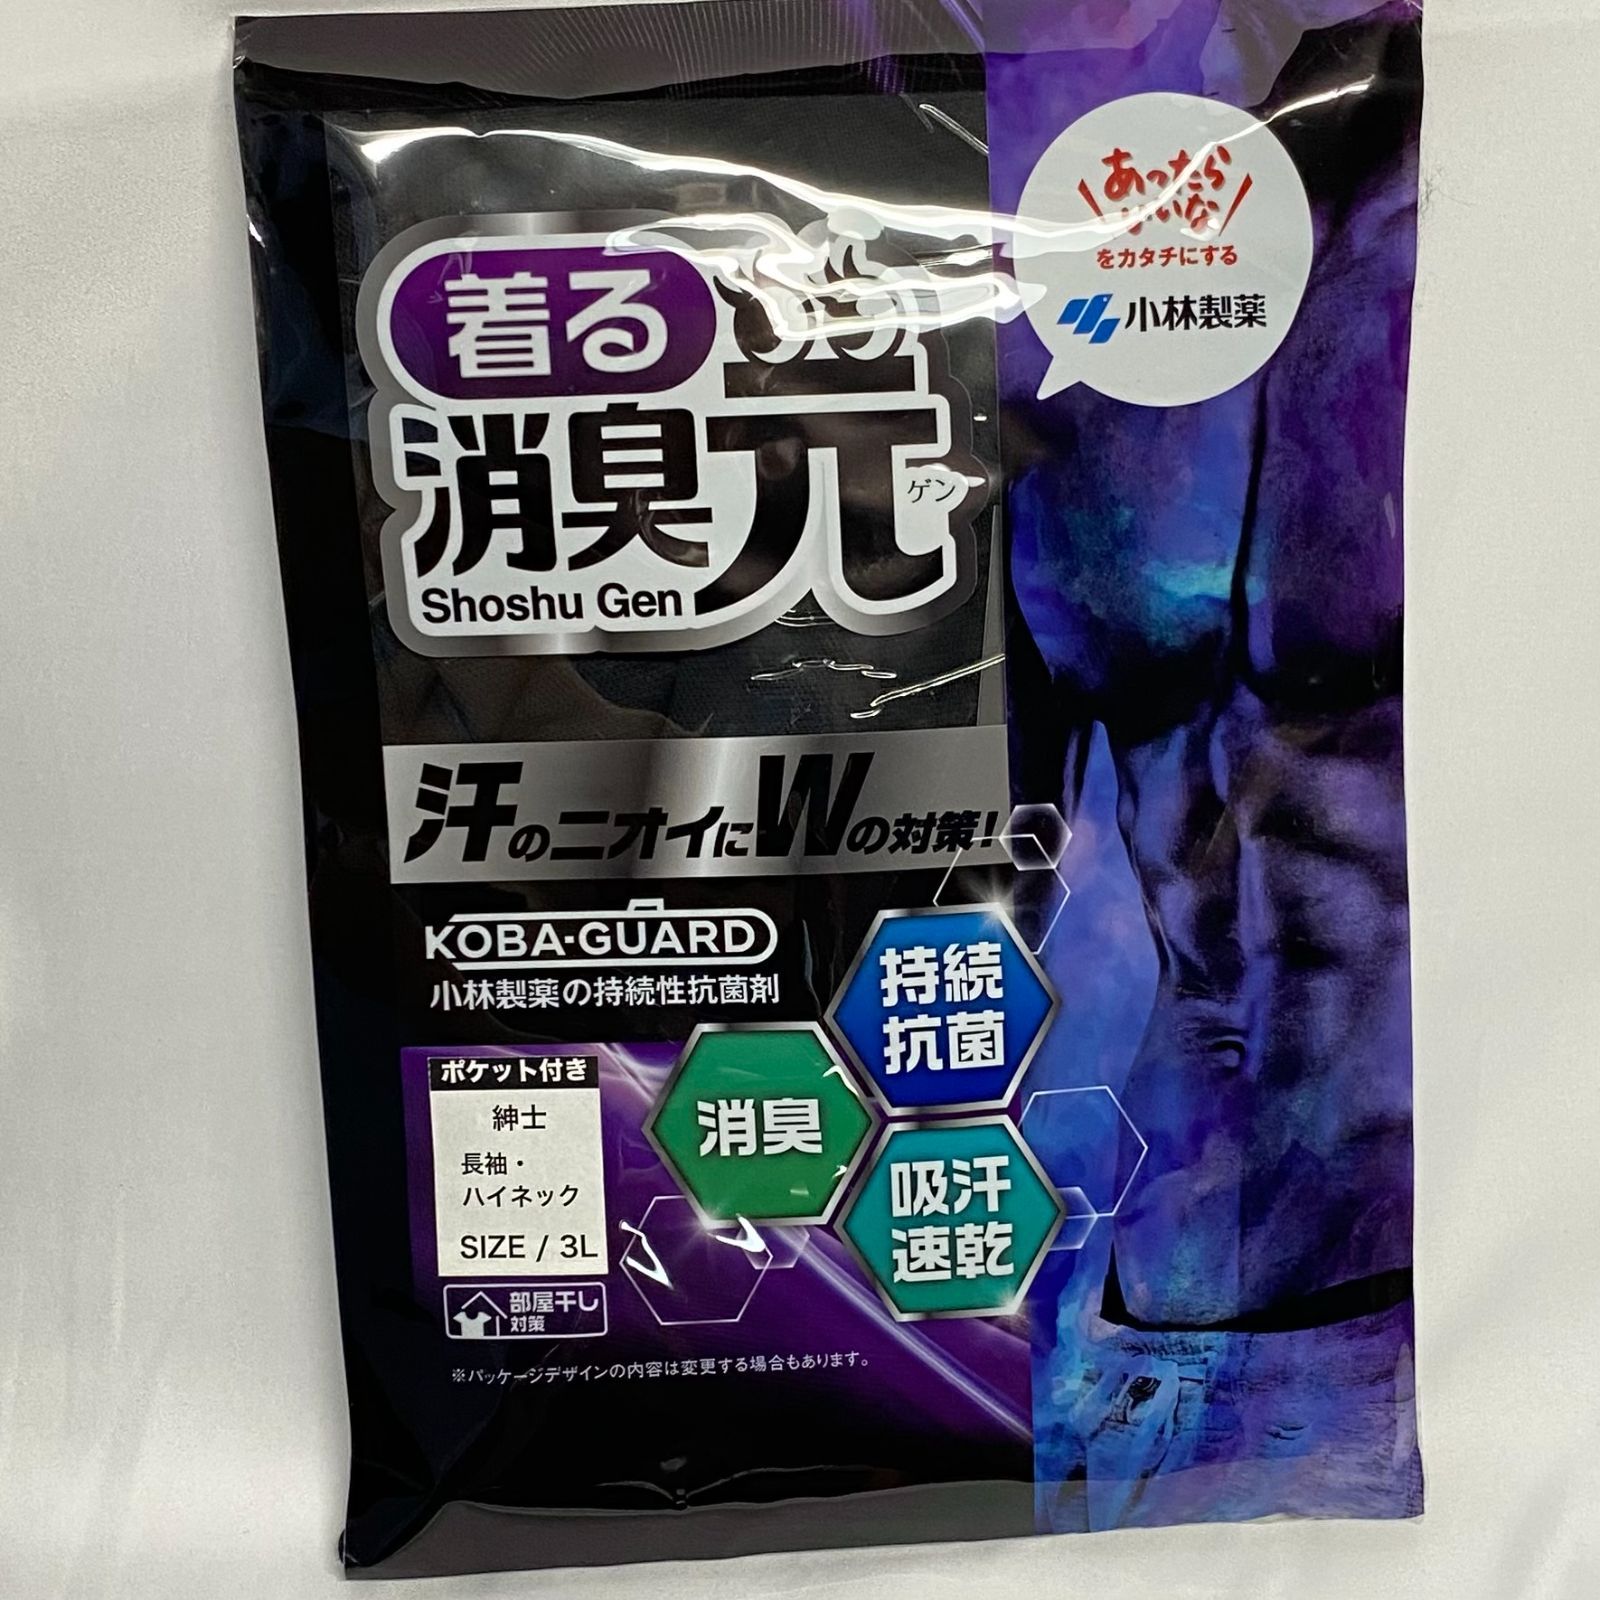 あったら
いいな
をカタチにする
小林製薬
着る
消臭元
ゲン
Shoshu Gen
汗のニオイにWの対策!
KOBA-GUARD
小林製薬の持続性抗菌剤
持続
抗菌
消臭
吸汗
速乾
ポケット付き
紳士
長袖・
ハイネック
SIZE / 3L
部屋干し
対策
※パッケージデザインの内容は変更する場合もあります。